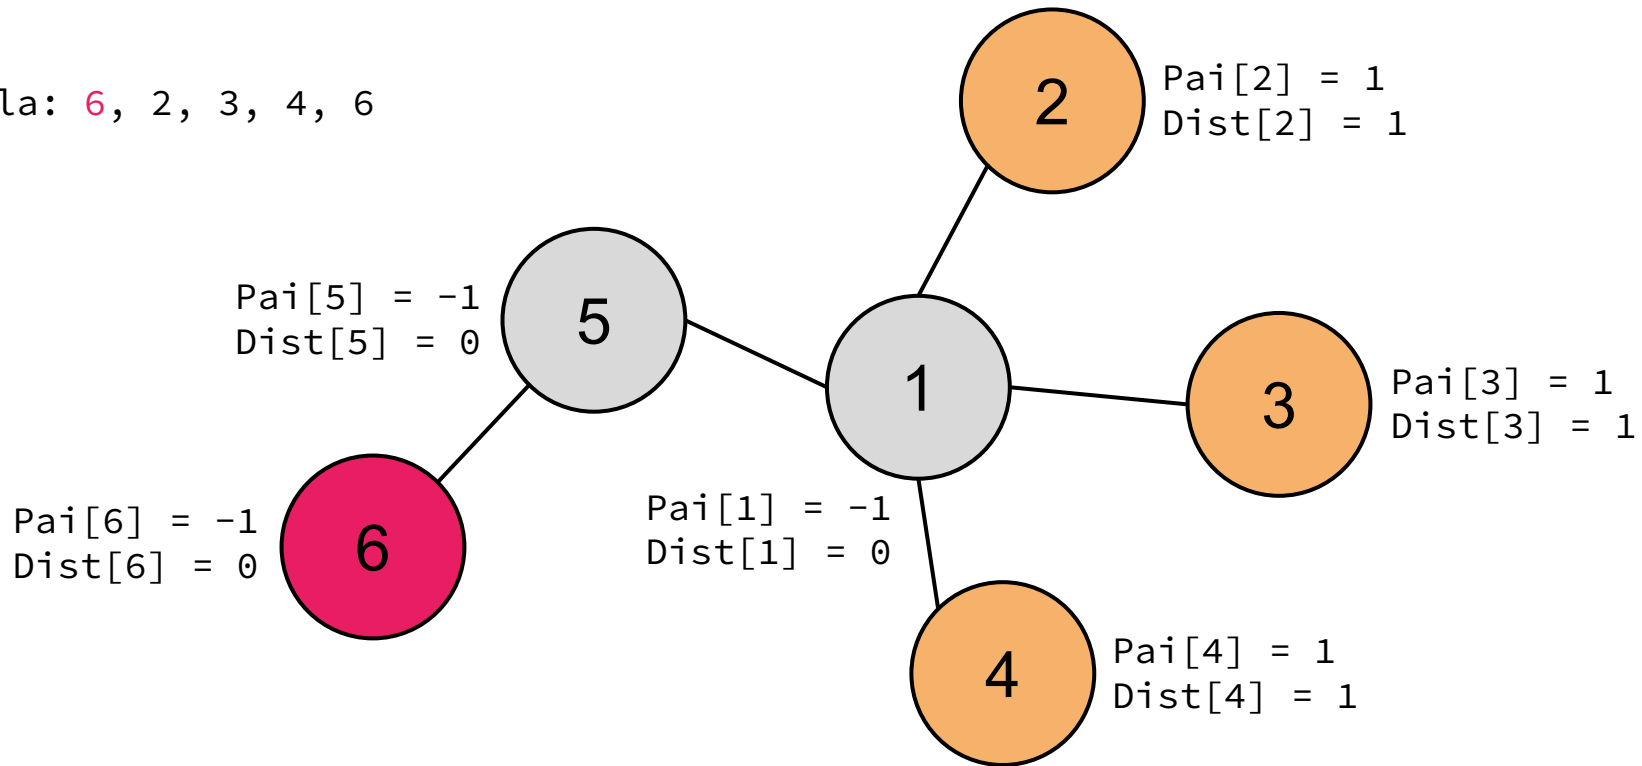 la: 6, 2, 3, 4, 6
2
Pai[2] = 1
Dist[2] = 1
Pai[5] = -1
Dist[5] = 0
5
1
3
Pai[3] = 1
Dist[3] = 1
Pai[6] = -1
Dist[6] = 0
6
Pai[1] = -1
Dist[1] = 0
4
Pai[4] = 1
Dist[4] = 1